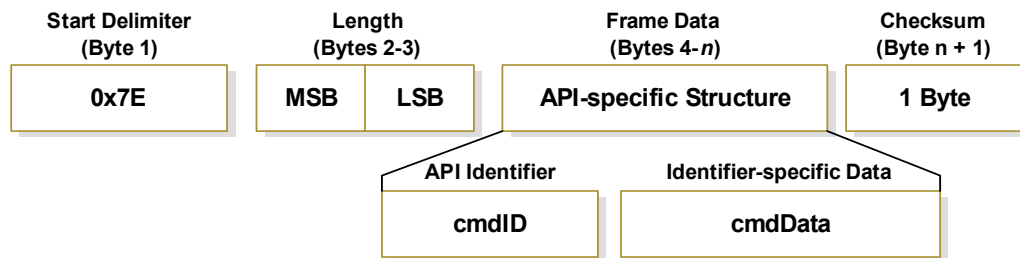 Start Delimiter
(Byte 1)
Length
(Bytes 2-3)
Frame Data
(Bytes 4-n)
Checksum
(Byte n + 1)
0x7E
MSB
LSB
API-specific Structure
1 Byte
API Identifier
Identifier-specific Data
cmdID
cmdData